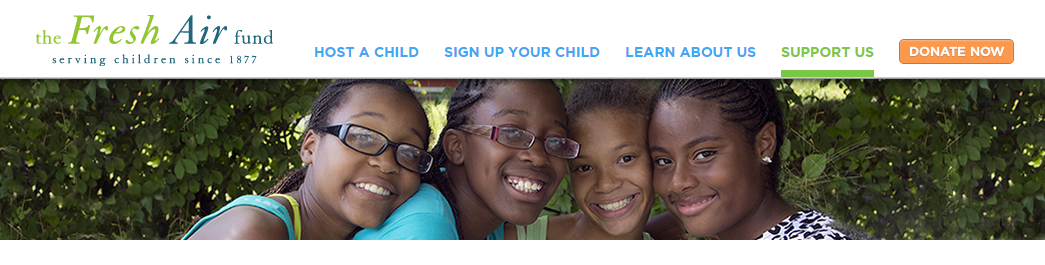 the Fresh Air fund
serving children since 1877
HOST A CHILD SIGN UP YOUR CHILD LEARN ABOUT US SUPPORT US DONATE NOW